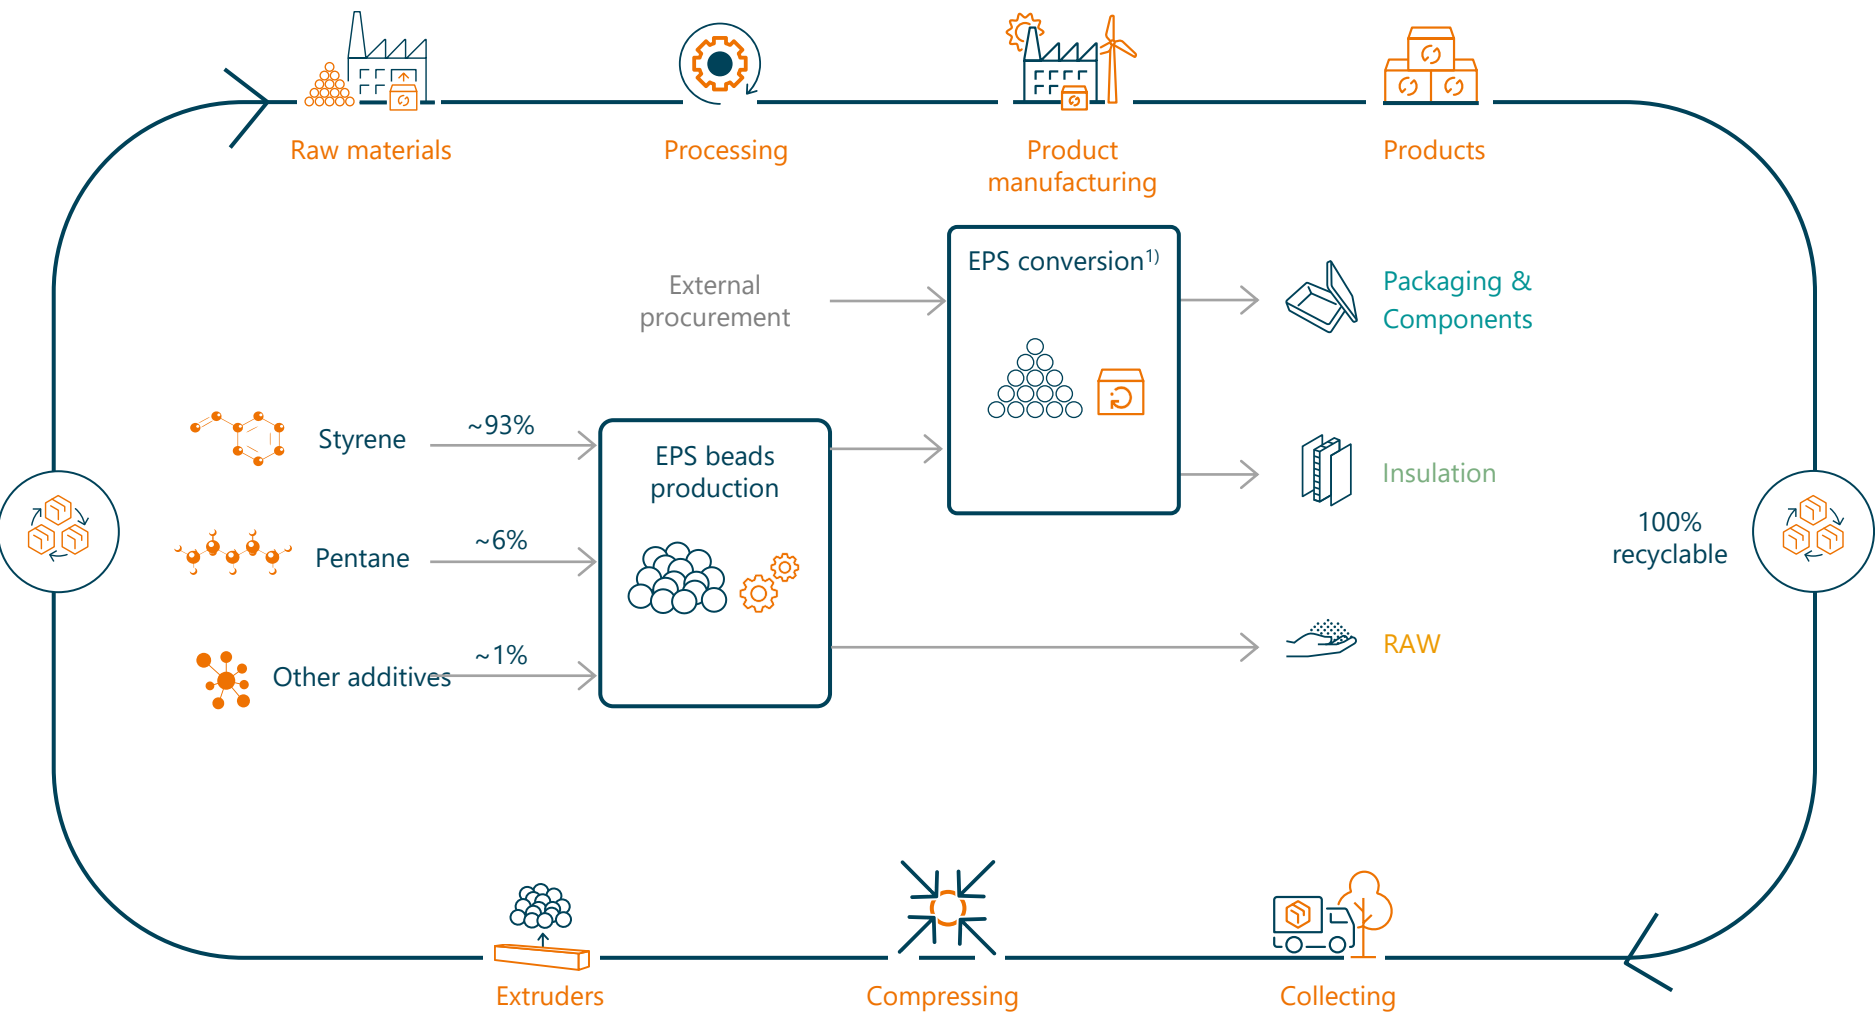 Raw materials
Processing
Product
manufacturing
Products
External
procurement
EPS conversion¹⁾
Packaging &
Components
Styrene
~93%
EPS beads
production
Insulation
Pentane
~6%
100%
recyclable
Other additives
~1%
RAW
Extruders
Compressing
Collecting